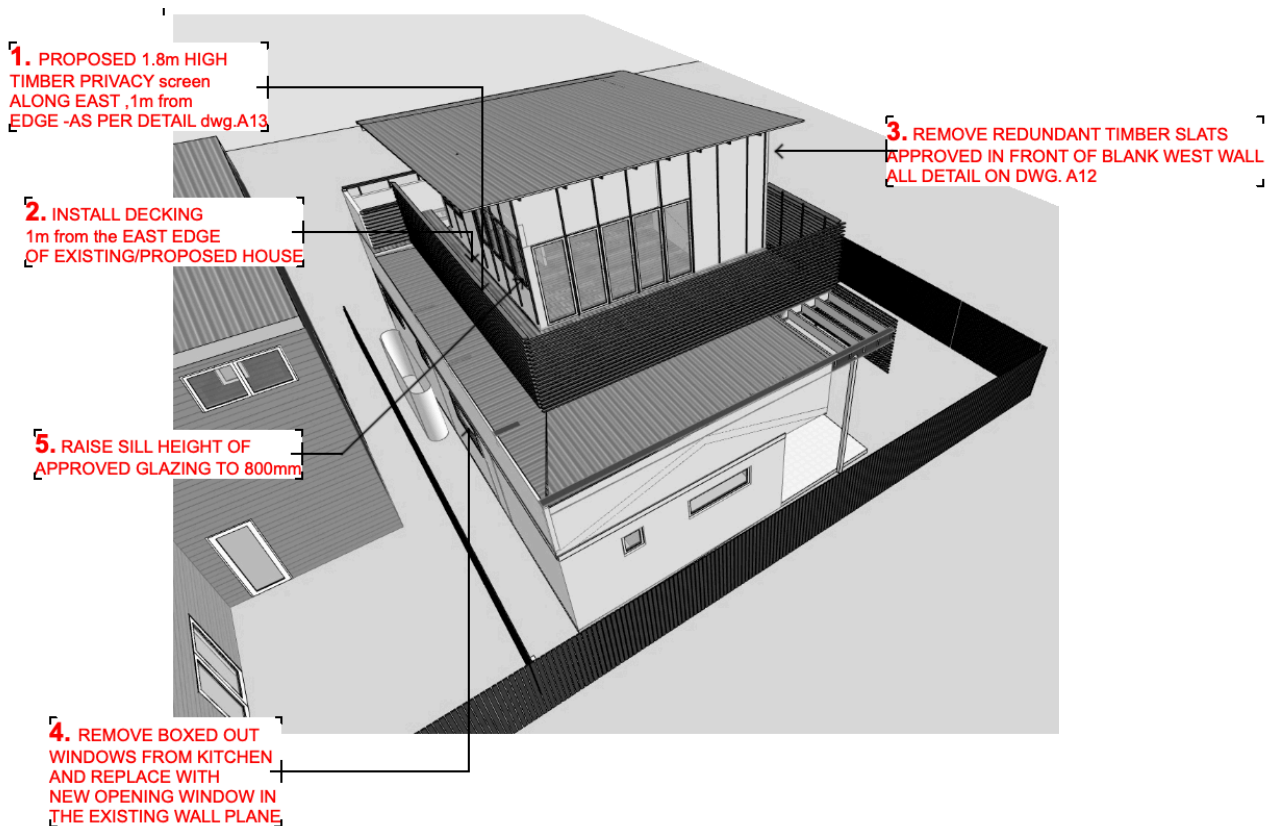 1. PROPOSED 1.8m HIGH
TIMBER PRIVACY screen
ALONG EAST ,1m from
EDGE -AS PER DETAIL dwg.A13
3. REMOVE REDUNDANT TIMBER SLATS
APPROVED IN FRONT OF BLANK WEST WALL
ALL DETAIL ON DWG. A12
2. INSTALL DECKING
1m from the EAST EDGE
OF EXISTING/PROPOSED HOUSE
5. RAISE SILL HEIGHT OF
APPROVED GLAZING TO 800mm
4. REMOVE BOXED OUT
WINDOWS FROM KITCHEN
AND REPLACE WITH
NEW OPENING WINDOW IN
THE EXISTING WALL PLANE